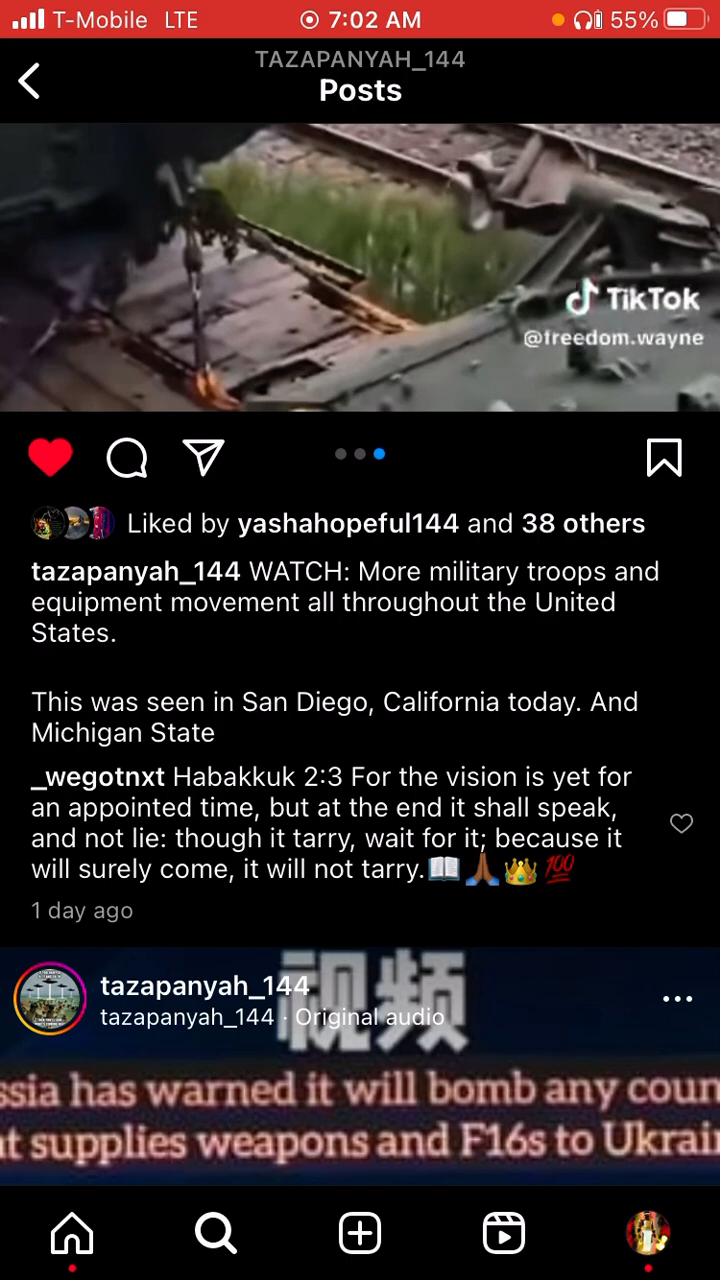 T-Mobile LTE 7:02 AM 55%
TAZAPANYAH_144
Posts
TikTok
@freedom.wayne
Liked by yashahopeful144 and 38 others
tazapanyah_144 WATCH: More military troops and
equipment movement all throughout the United
States.
This was seen in San Diego, California today. And
Michigan State
_wegotnxt Habakkuk 2:3 For the vision is yet for
an appointed time, but at the end it shall speak,
and not lie: though it tarry, wait for it; because it
will surely come, it will not tarry.📖🙏🏾👑💯
1 day ago
视频
tazapanyah_144
tazapanyah_144 · Original audio
ssia has warned it will bomb any coun
at supplies weapons and F16s to Ukrai